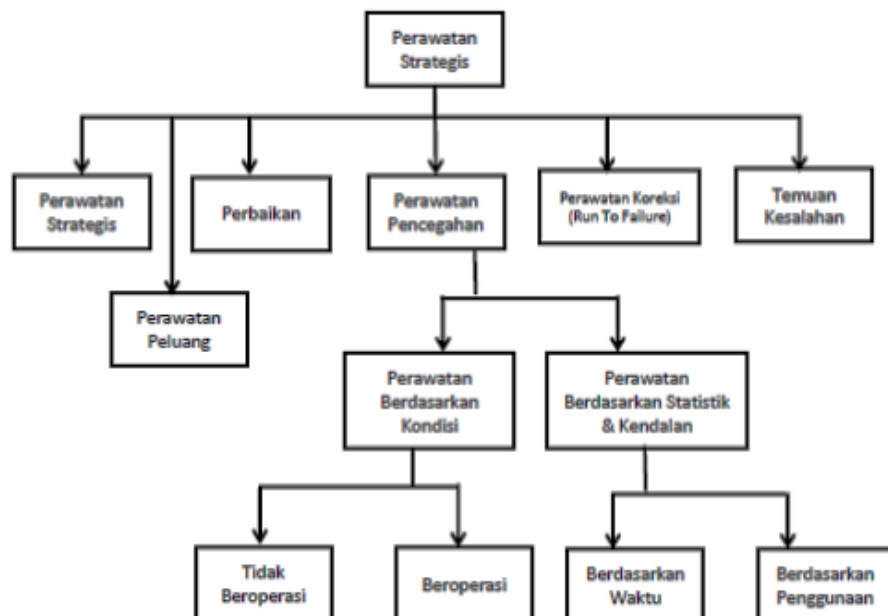 Perawatan
Strategis
Perawatan
Strategis
Perbaikan
Perawatan
Pencegahan
Perawatan Koreksi
(Run To Failure)
Temuan
Kesalahan
Perawatan
Peluang
Perawatan
Berdasarkan
Kondisi
Perawatan
Berdasarkan Statistik
& Kendalan
Tidak
Beroperasi
Beroperasi
Berdasarkan
Waktu
Berdasarkan
Penggunaan